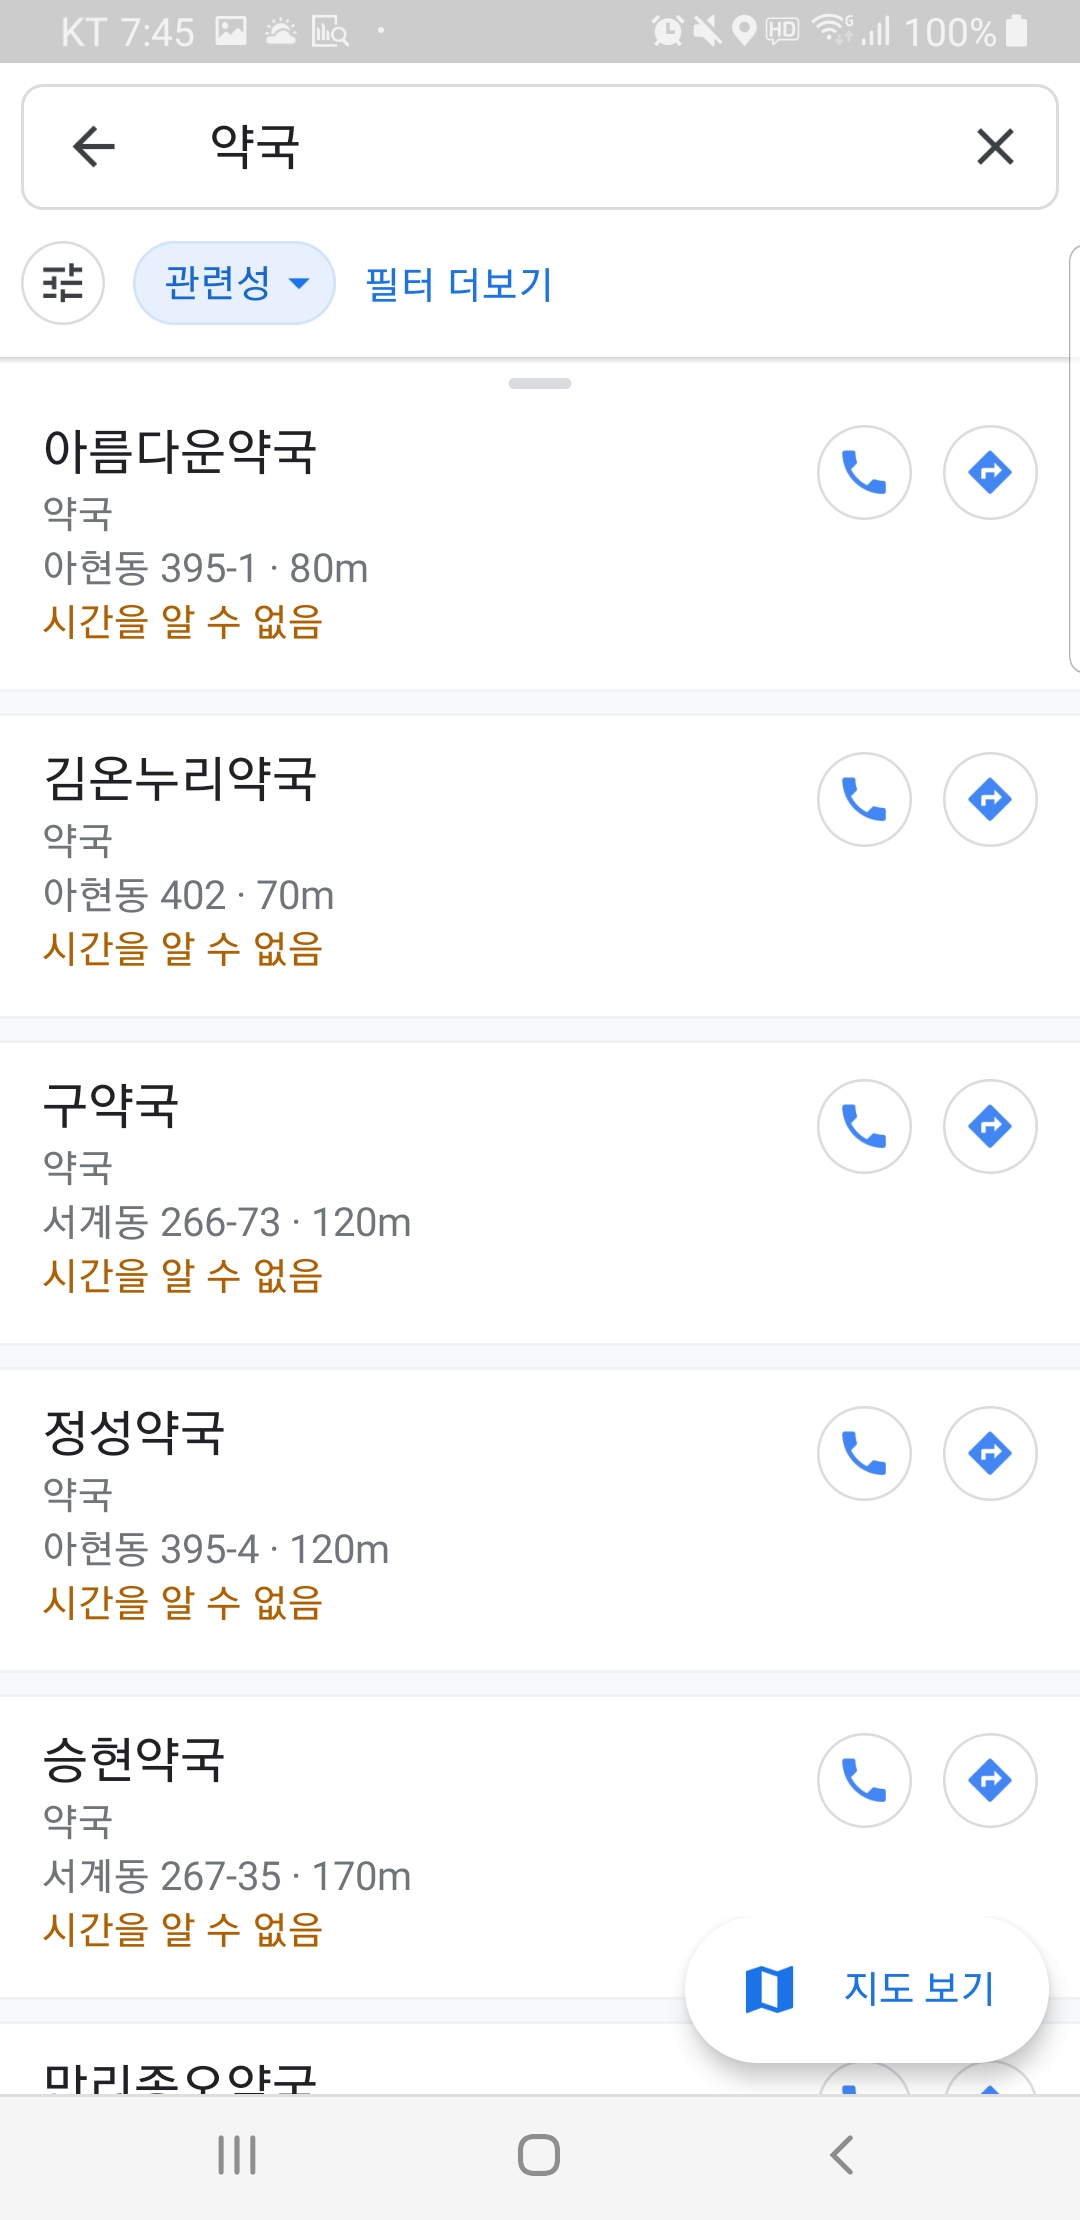 KT 7:45 HD 100%
약국
관련성 필터 더보기
아름다운약국
약국
아현동 395-1 · 80m
시간을 알 수 없음
김온누리약국
약국
아현동 402 · 70m
시간을 알 수 없음
구약국
약국
서계동 266-73 · 120m
시간을 알 수 없음
정성약국
약국
아현동 395-4 · 120m
시간을 알 수 없음
승현약국
약국
서계동 267-35 · 170m
시간을 알 수 없음
지도 보기